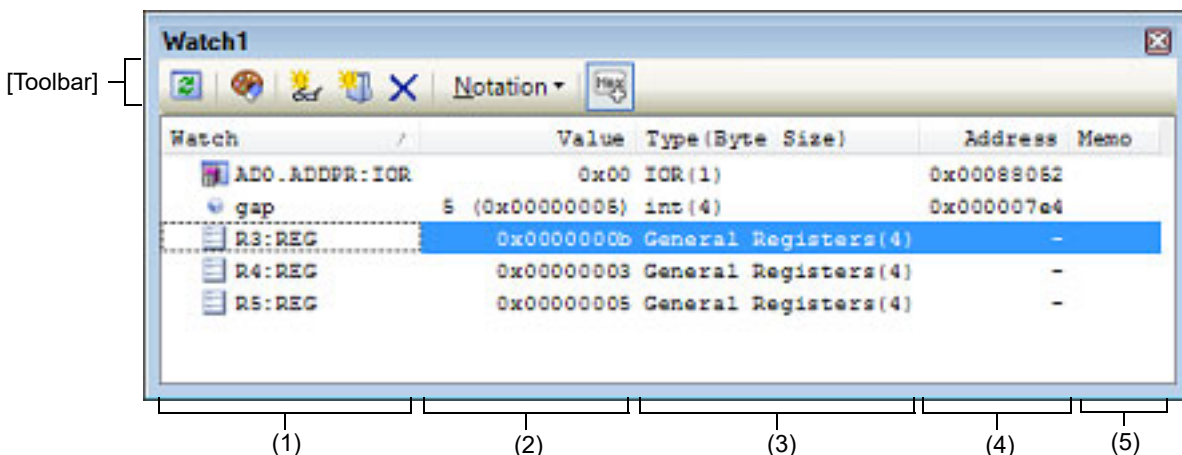 Watch1
[Toolbar]
Notation
Hex
Watch Value Type(Byte Size) Address Memo
AD0.ADDPR:IOR 0x00 IOR(1) 0x00088052
gap 5 (0x00000005) int(4) 0x000007e4
R3:REG 0x0000000b General Registers(4) -
R4:REG 0x00000003 General Registers(4) -
R5:REG 0x00000005 General Registers(4) -
(1) (2) (3) (4) (5)